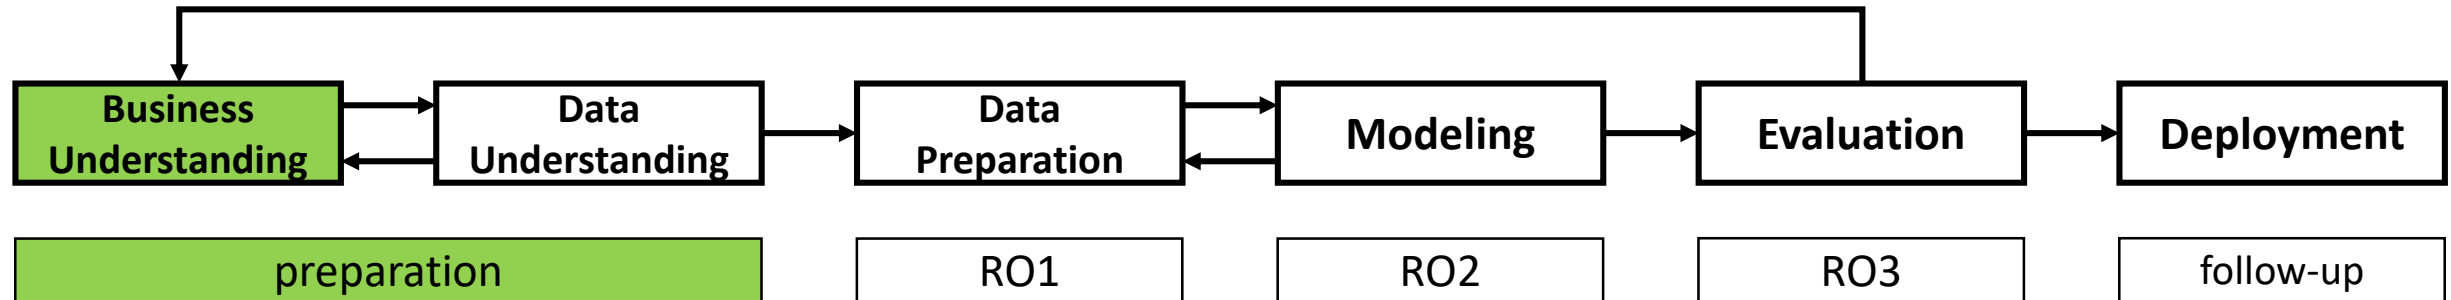 Business
Understanding
Data
Understanding
Data
Preparation
Modeling
Evaluation
Deployment
preparation
RO1
RO2
RO3
follow-up